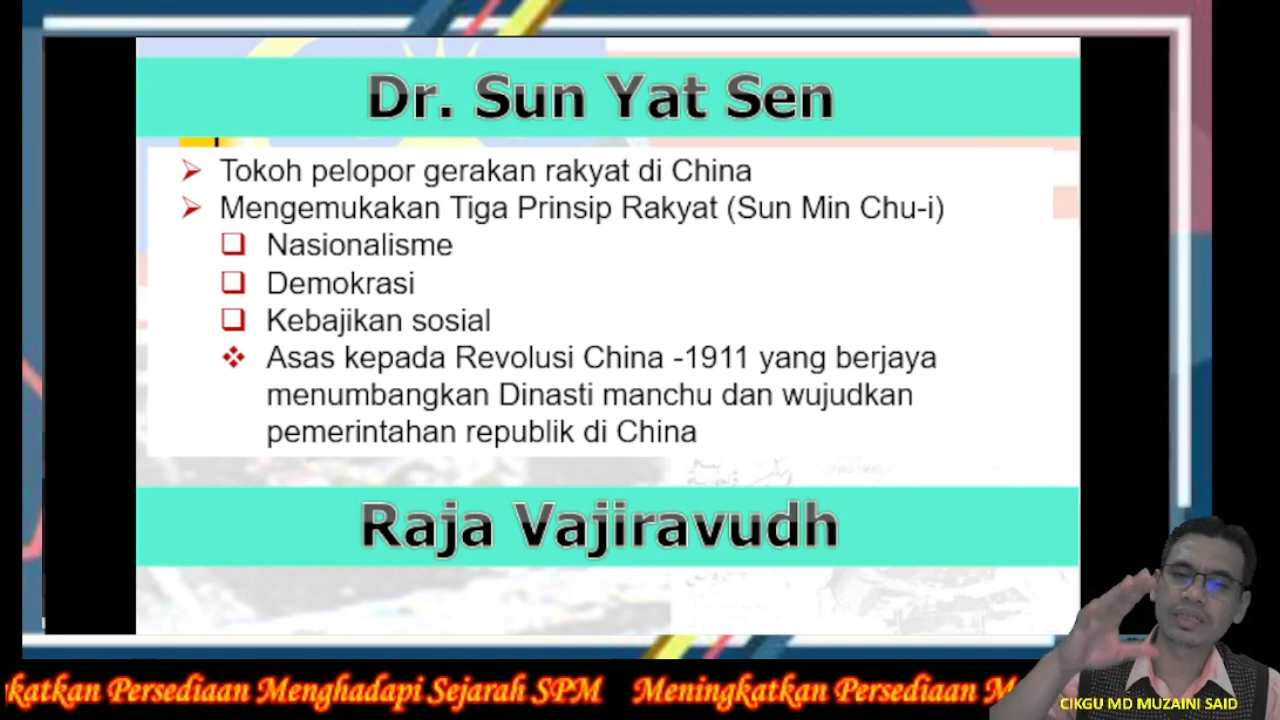 Dr. Sun Yat Sen
Tokoh pelopor gerakan rakyat di China
Mengemukakan Tiga Prinsip Rakyat (Sun Min Chu-i)
Nasionalisme
Demokrasi
Kebajikan sosial
Asas kepada Revolusi China -1911 yang berjaya
menumbangkan Dinasti manchu dan wujudkan
pemerintahan republik di China
Raja Vajiravudh
Persediaan Menghadapi Sejarah SPM Meningkatkan Persediaan
CIKGU MD MUZAINI SAID